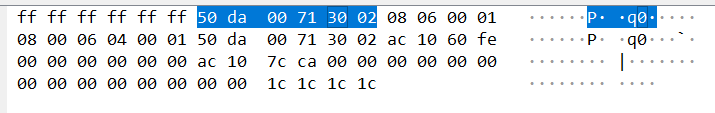 ff ff ff ff ff ff 50 da 00 71 30 02 08 06 00 01 ······P· ·q0·····
08 00 06 04 00 01 50 da 00 71 30 02 ac 10 60 fe ······P· ·q0···`·
00 00 00 00 00 00 ac 10 7c ca 00 00 00 00 00 00 ········ |·······
00 00 00 00 00 00 00 00 1c 1c 1c 1c ········ ····